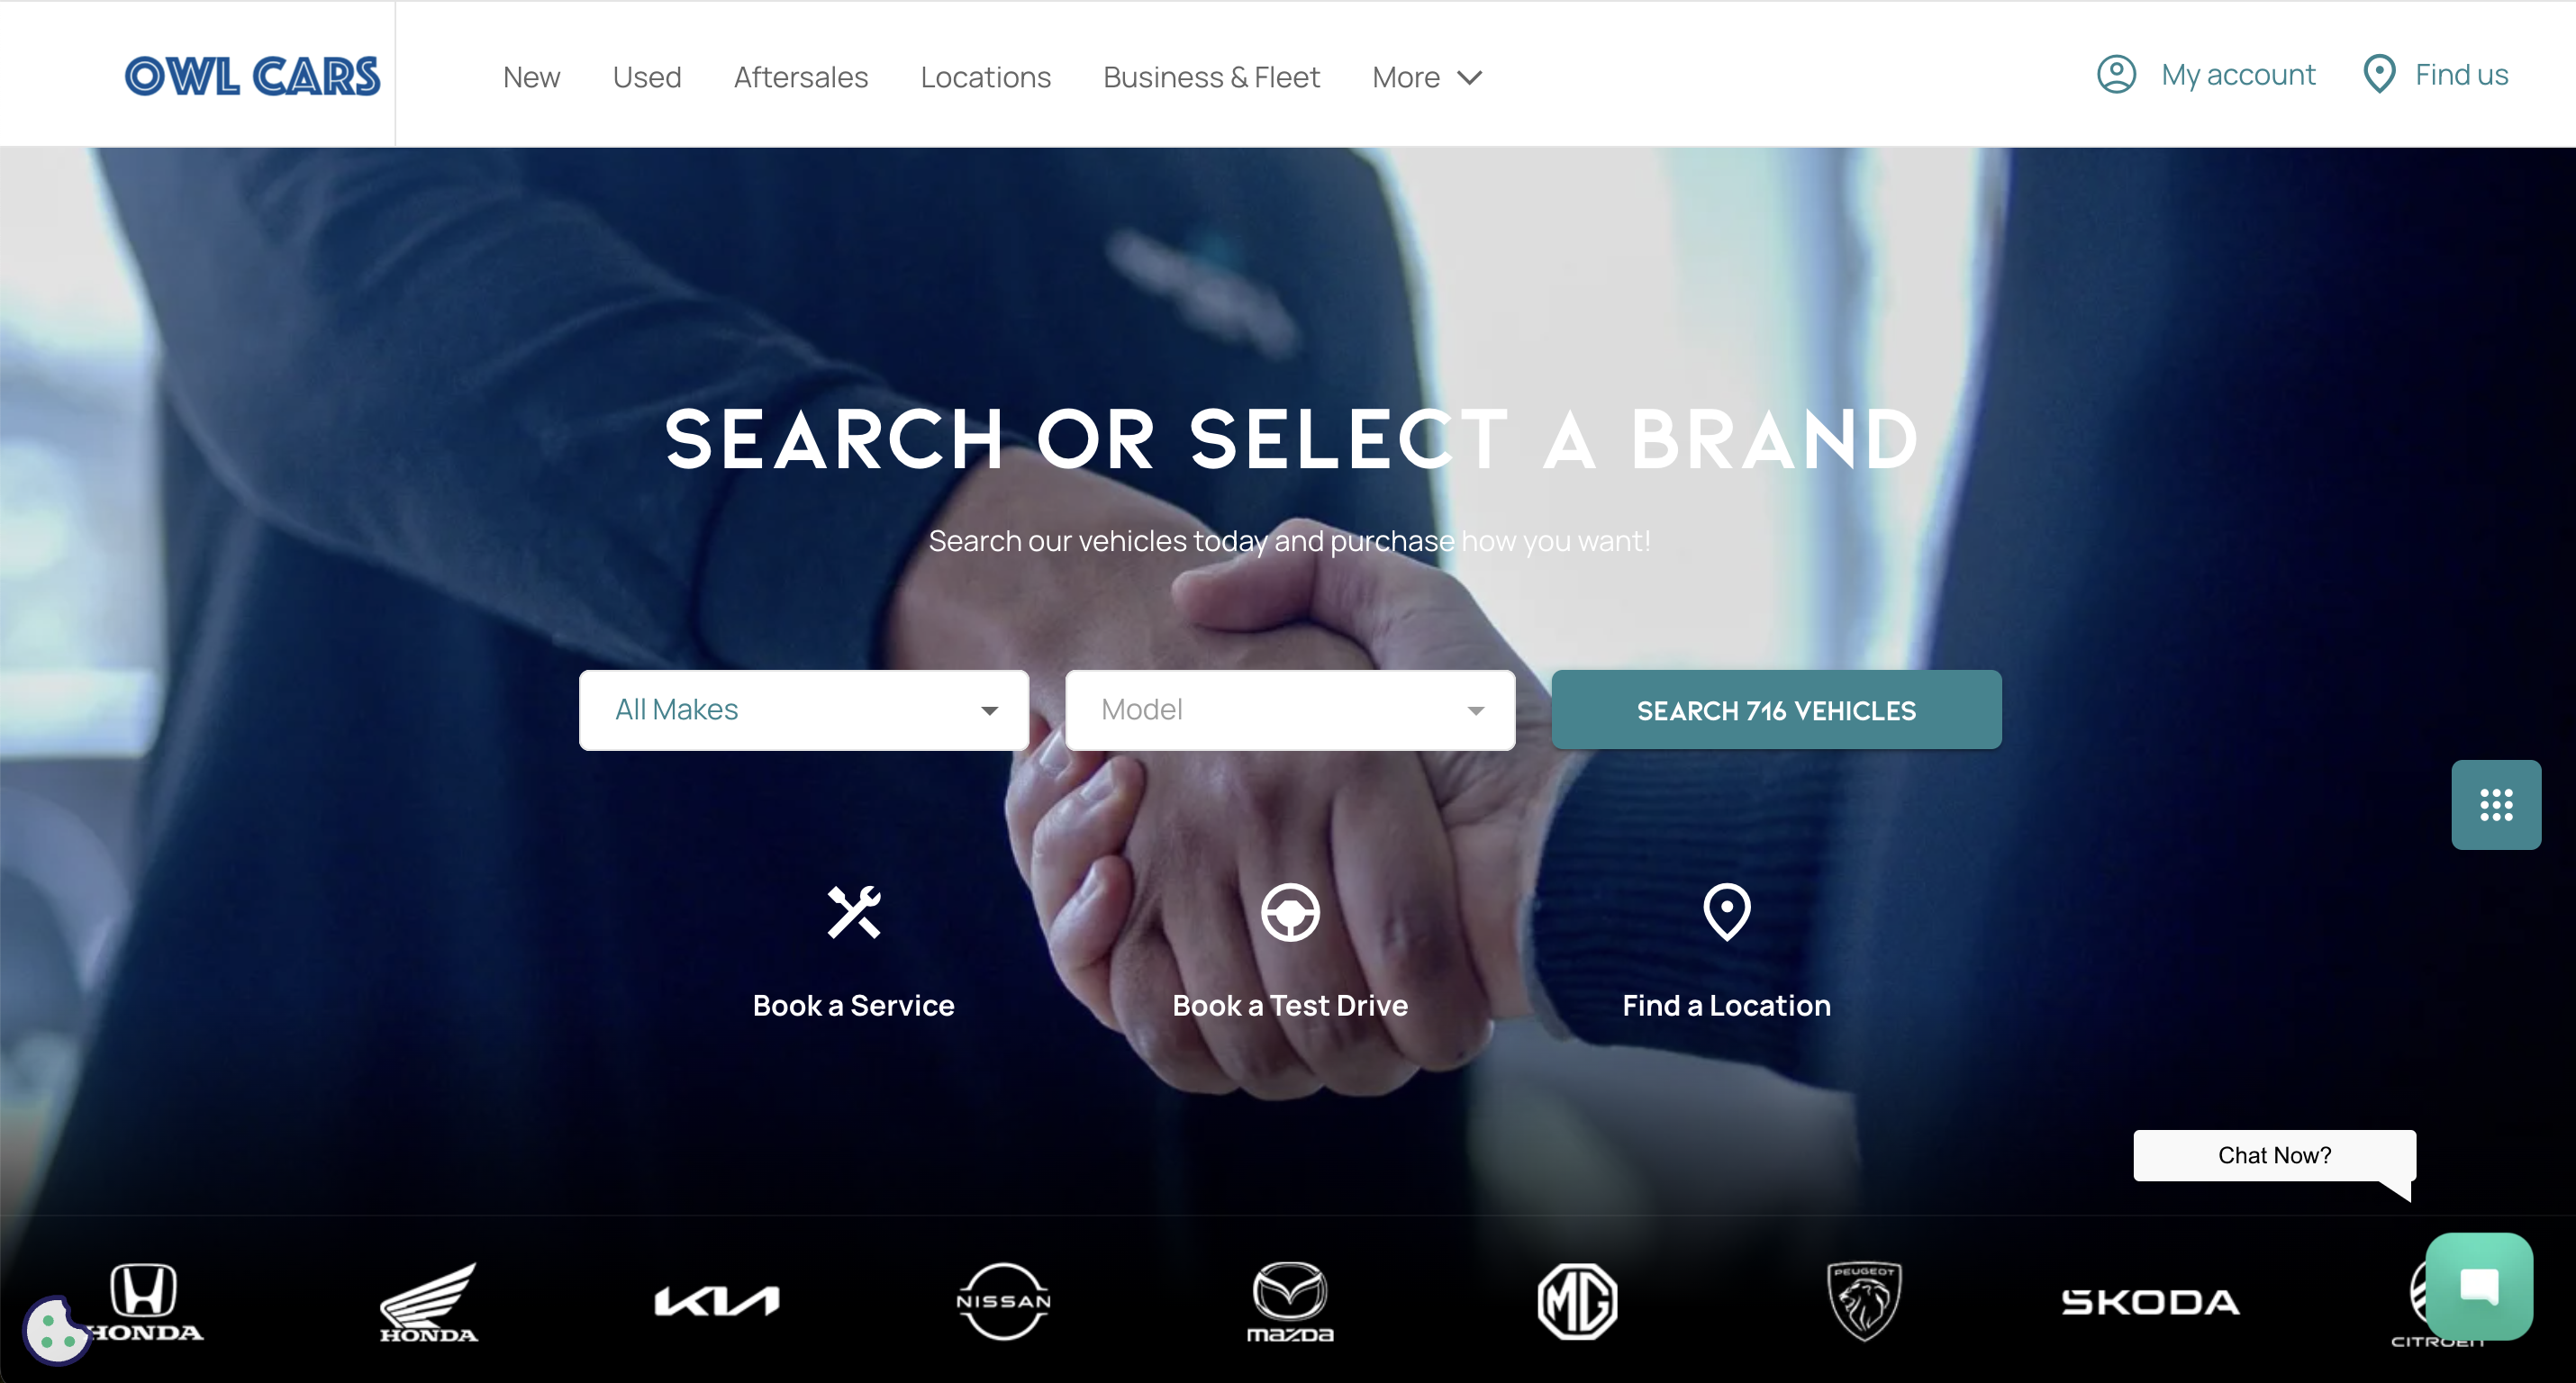 OWL CARS
New
Used
Aftersales
Locations
Business & Fleet
More
My account
Find us
SEARCH OR SELECT A BRAND
Search our vehicles today and purchase how you want!
All Makes
Model
SEARCH 716 VEHICLES
Book a Service
Book a Test Drive
Find a Location
Chat Now?
HONDA
HONDA
KIA
NISSAN
mazda
MG
PEUGEOT
SKODA
CITROËN